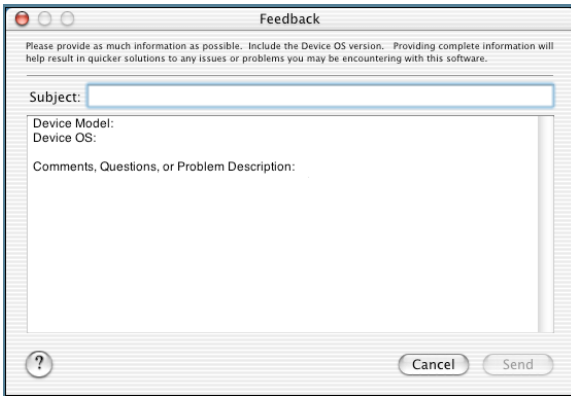 Feedback
Please provide as much information as possible.  Include the Device OS version.   Providing complete information will
help result in quicker solutions to any issues or problems you may be encountering with this software.
Subject:
Device Model:
Device OS:
Comments, Questions, or Problem Description:
?
Cancel
Send